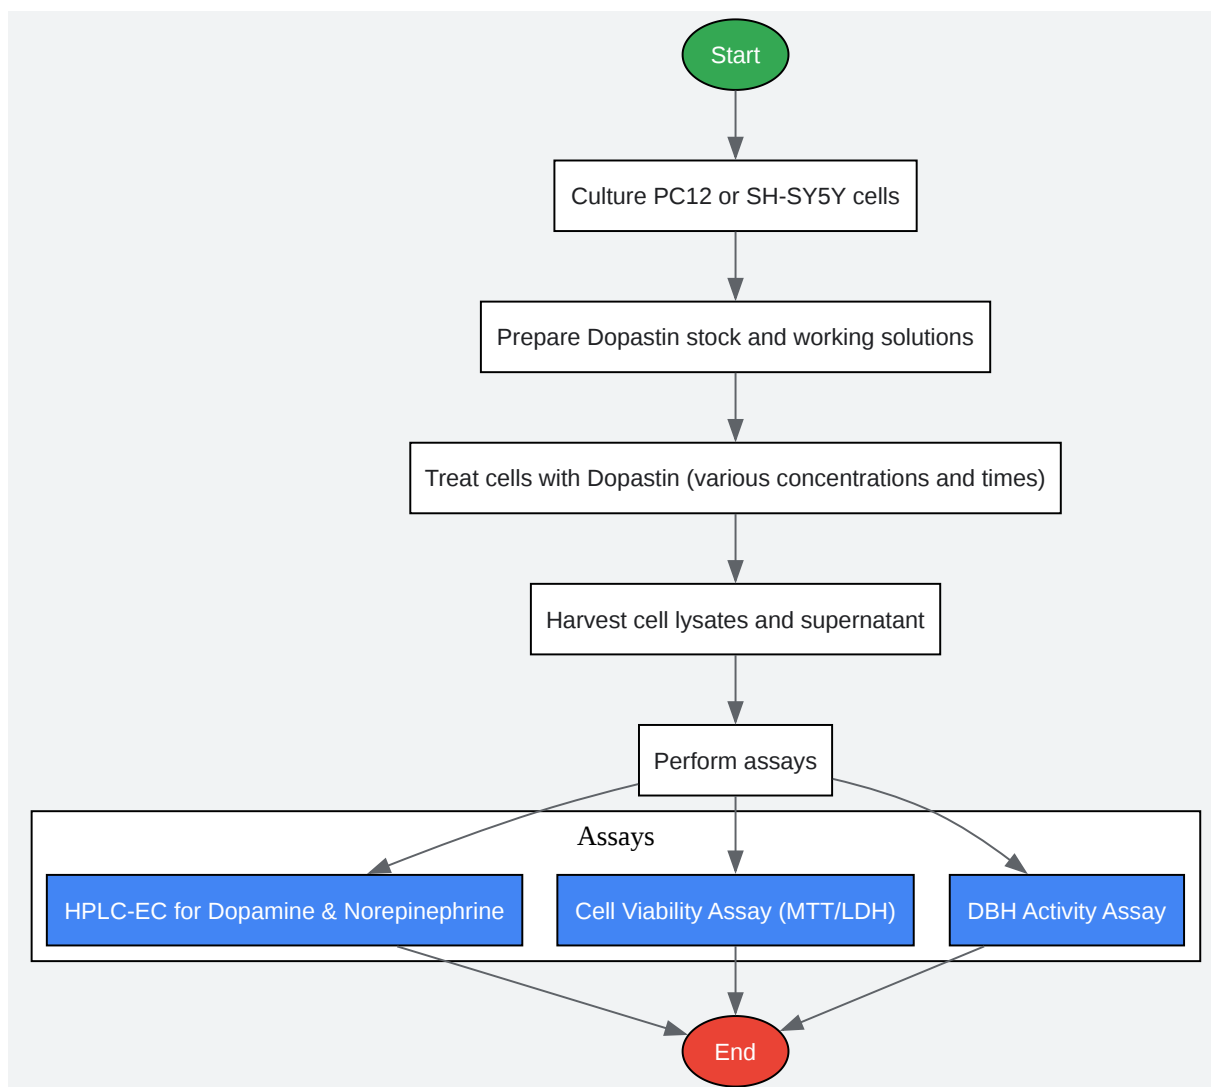 Start
Culture PC12 or SH-SY5Y cells
Prepare Dopastin stock and working solutions
Treat cells with Dopastin (various concentrations and times)
Harvest cell lysates and supernatant
Perform assays
Assays
HPLC-EC for Dopamine & Norepinephrine
Cell Viability Assay (MTT/LDH)
DBH Activity Assay
End